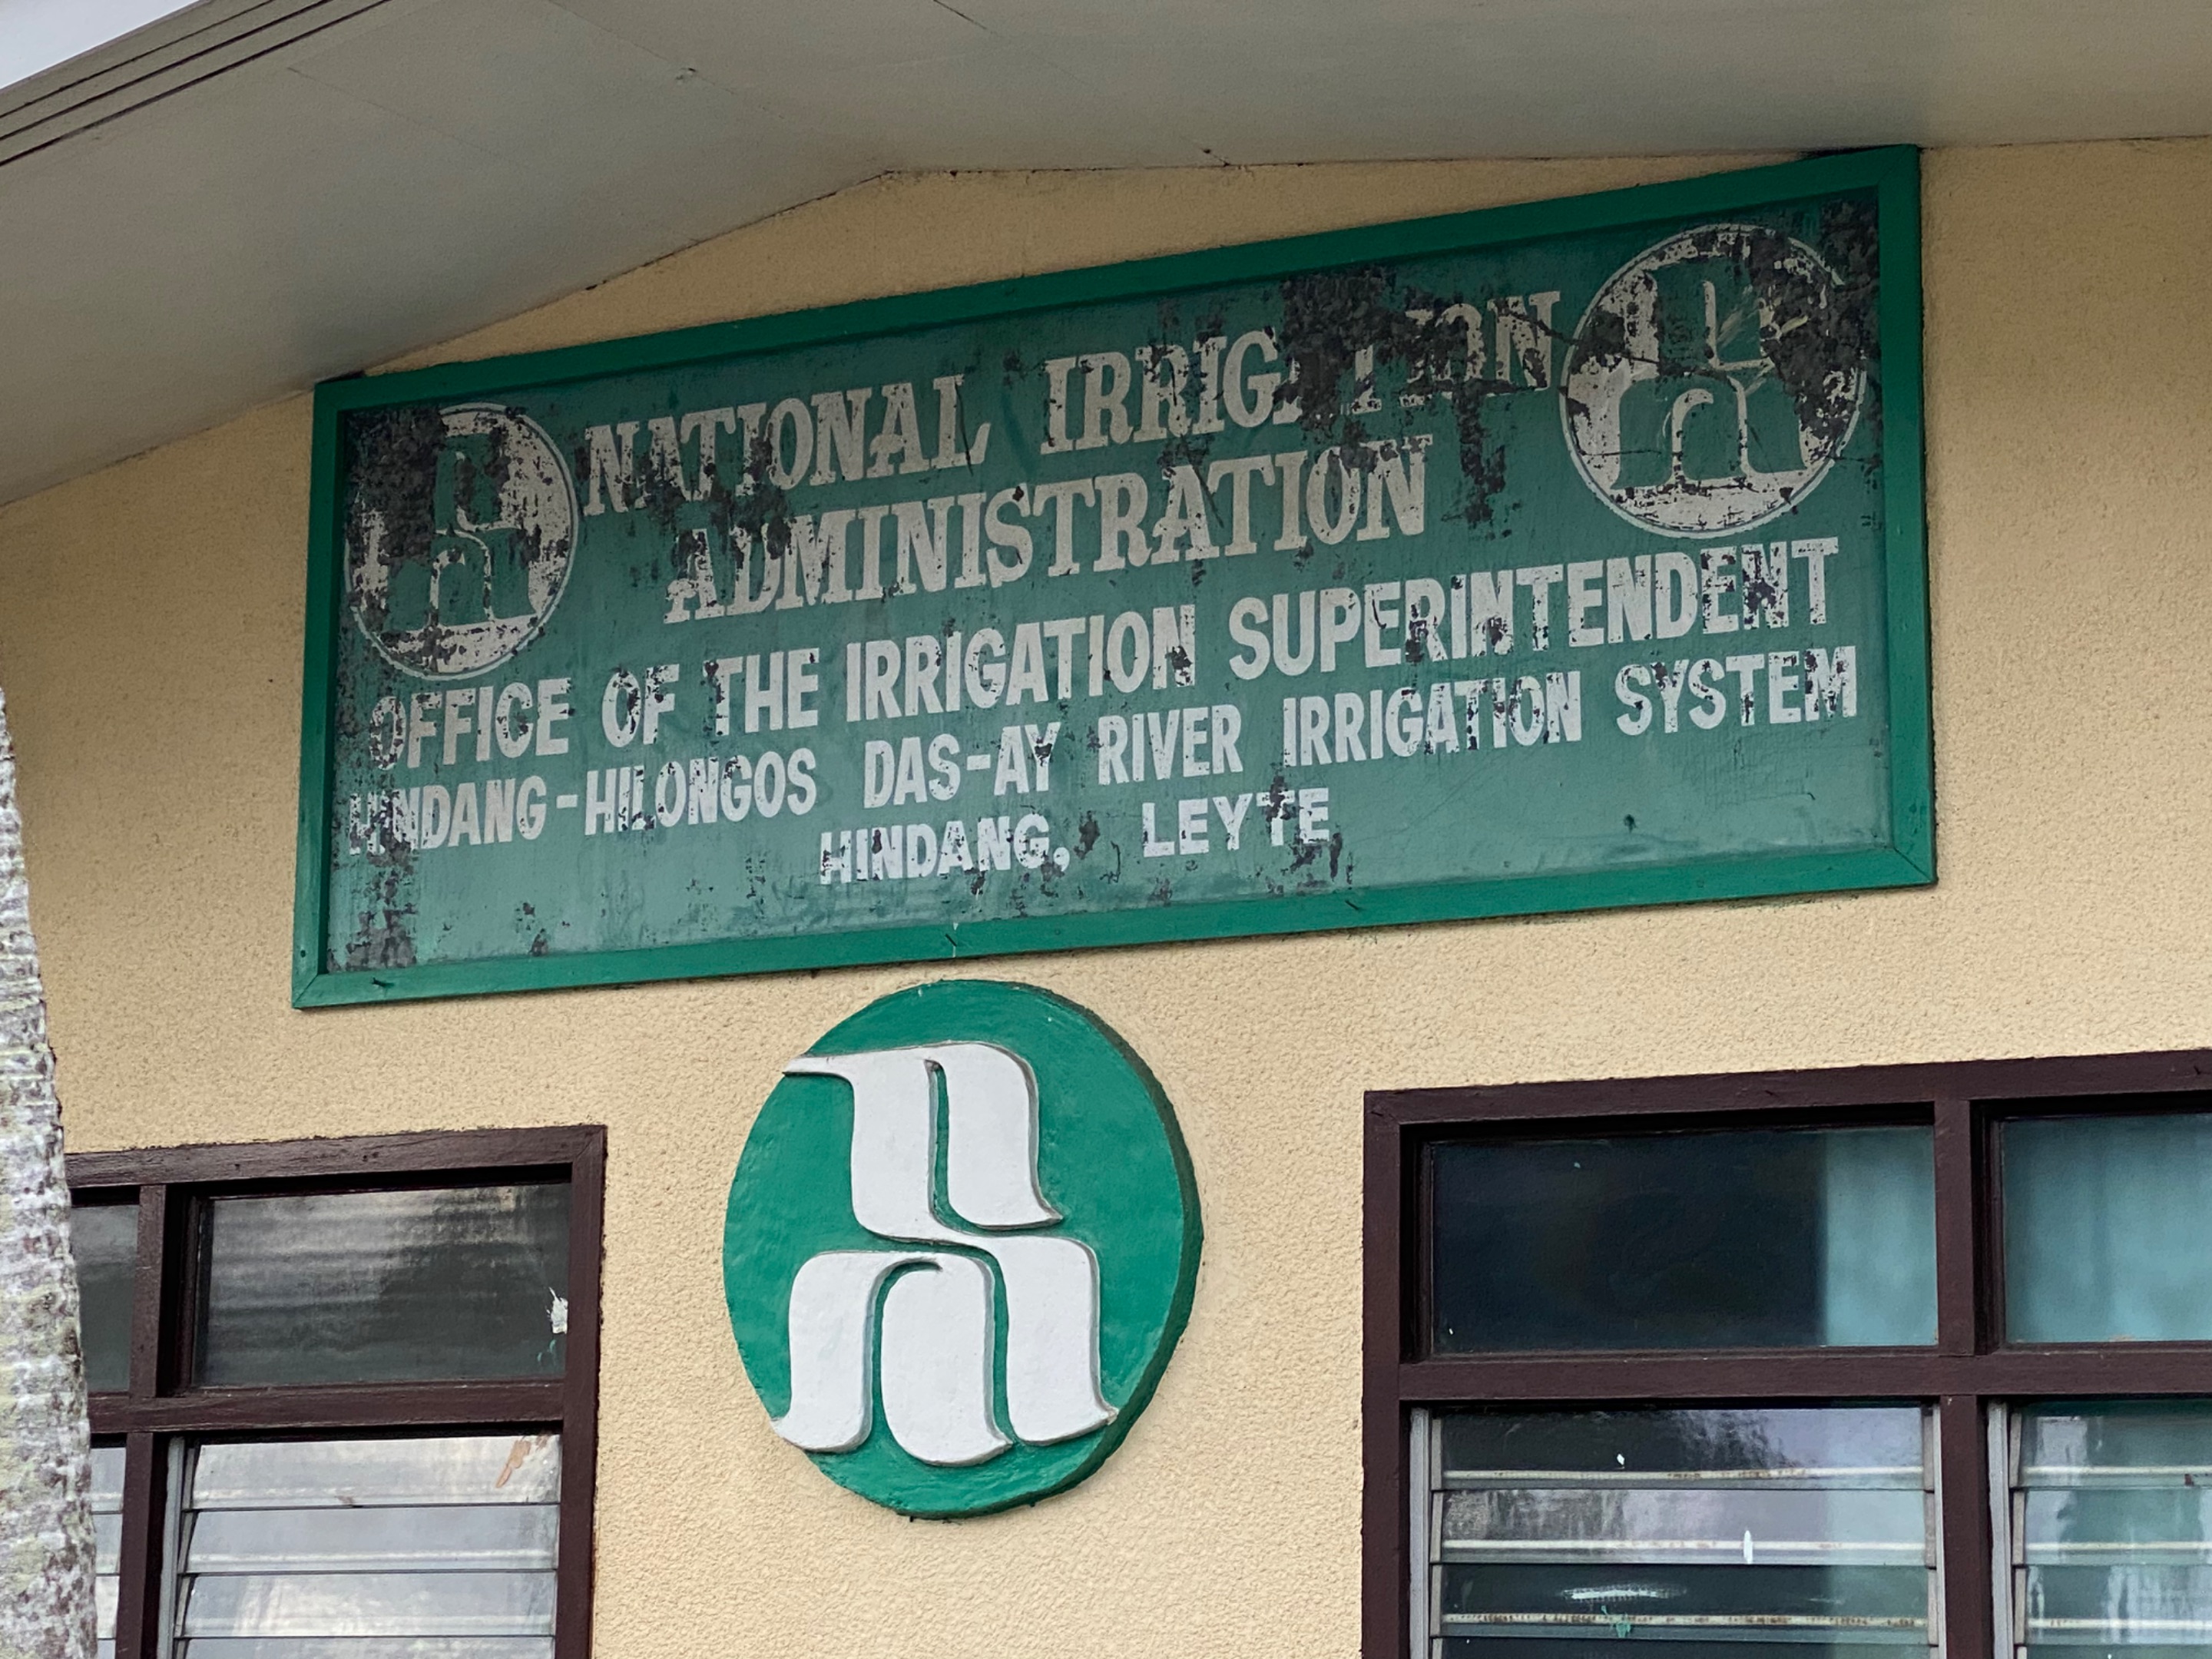 NATIONAL IRRIGATION
ADMINISTRATION
OFFICE OF THE IRRIGATION SUPERINTENDENT
HINDANG-HILONGOS DAS-AY RIVER IRRIGATION SYSTEM
HINDANG, LEYTE